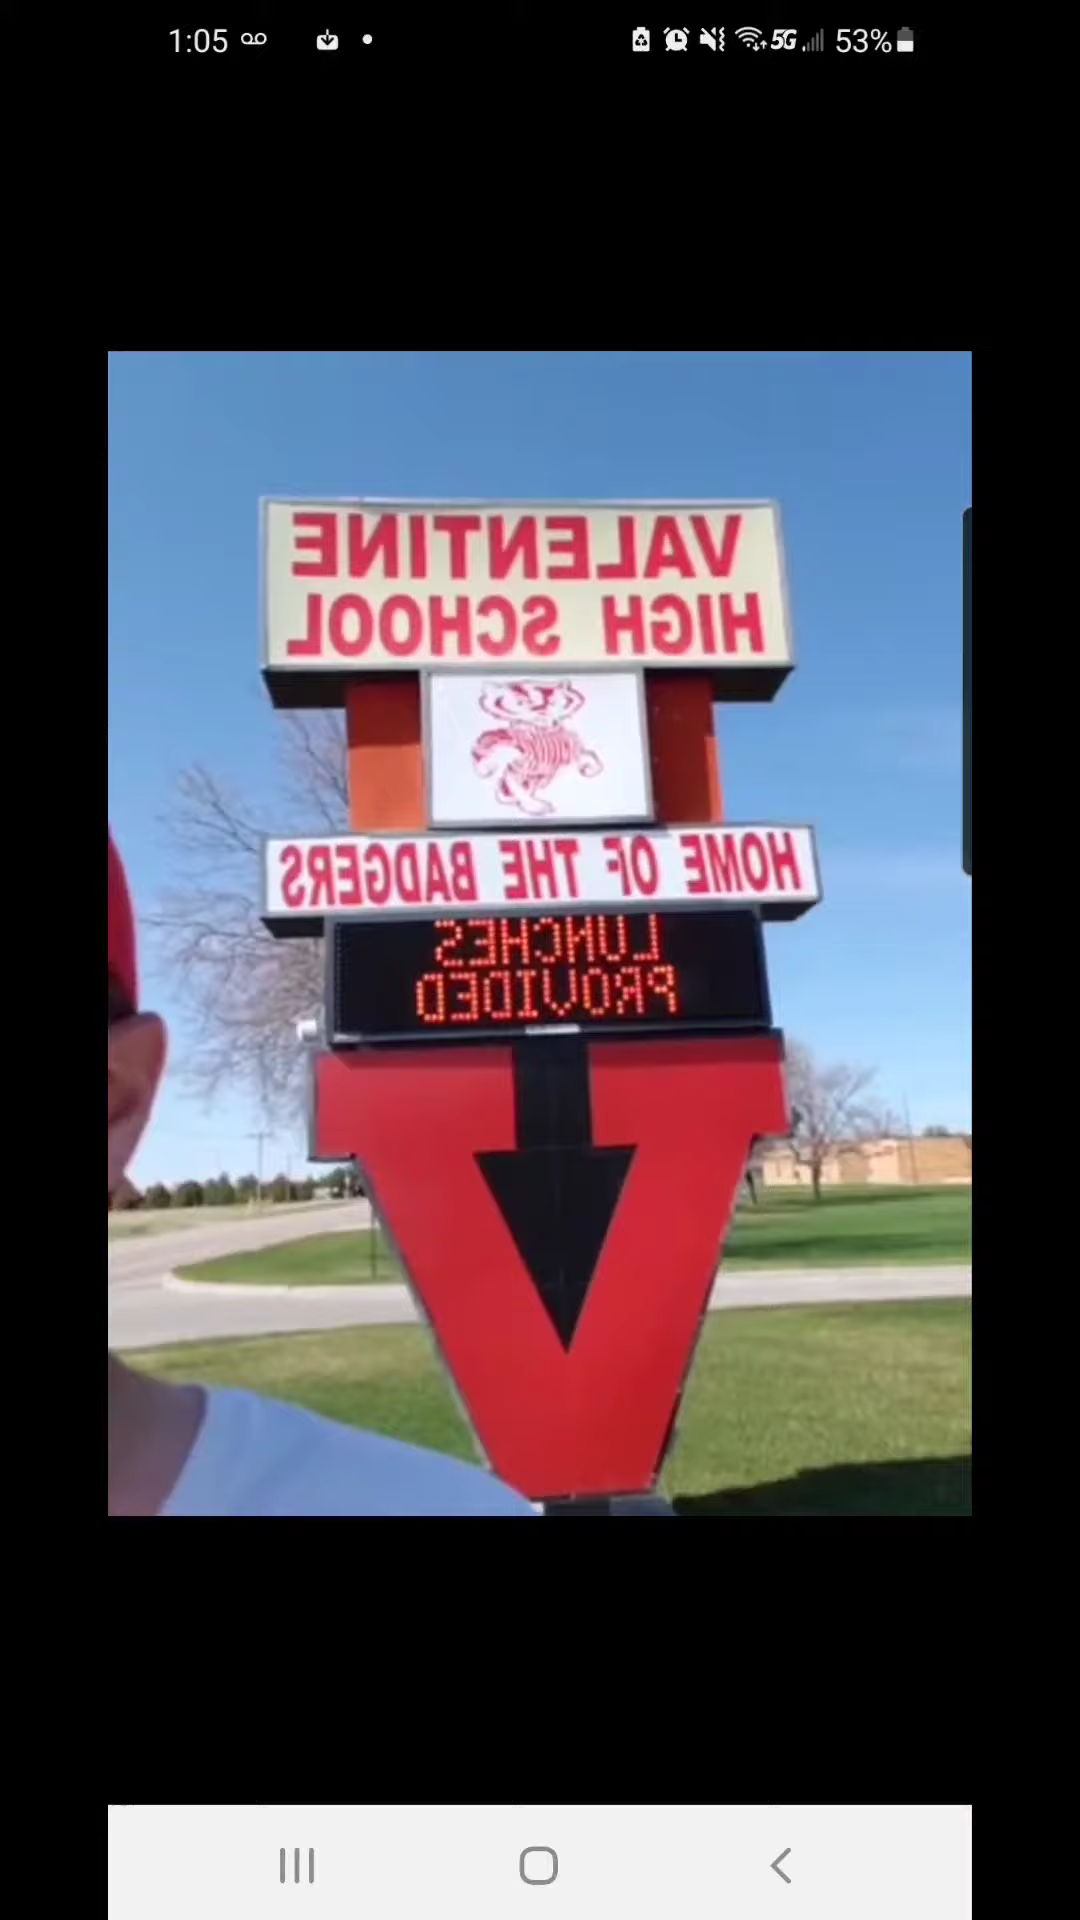 1:05
5G
53%
VALENTINE
HIGH SCHOOL
HOME OF THE BADGERS
LUNCHES
PROVIDED
V